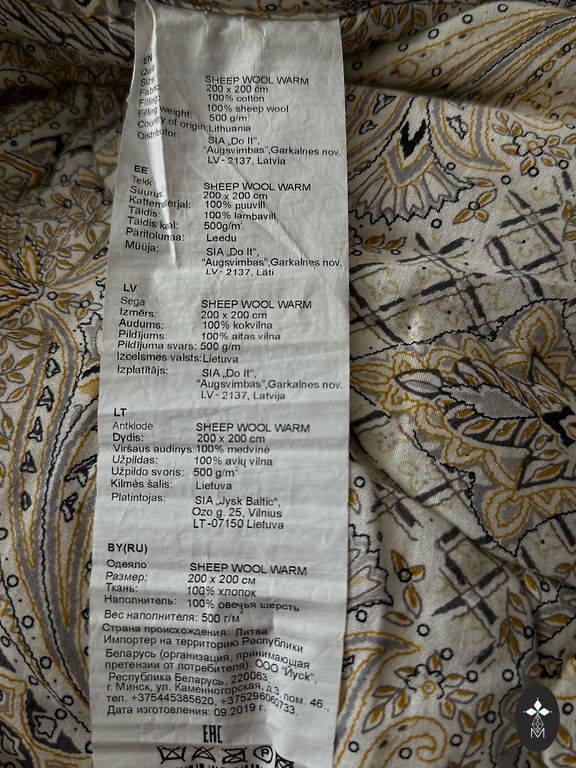 EN
SHEEP WOOL WARM
200 x 200 cm
100% cotton
100% sheep wool
Filling weight: 500 g/m²
Country of origin: Lithuania
Distributor: SIA „Do It",
"Augsvimbas",Garkalnes nov.
LV - 2137, Latvia
EE
Tekk SHEEP WOOL WARM
Suurus 200 x 200 cm
Kattematerjal: 100% puuvill
Täidis 100% lambavill
Täidis kaal: 500g/m²
Päritolumaa: Leedu
Müüja: SIA „Do It",
"Augsvimbas",Garkalnes nov.
LV - 2137, Läti
LV
Sega SHEEP WOOL WARM
Izmērs: 200 x 200 cm
Audums: 100% kokvilna
Pildījums 100% aitas vilna
Pildījuma svars: 500 g/m²
Izcelsmes valsts: Lietuva
Izplatītājs: SIA „Do It",
"Augsvimbas",Garkalnes nov.
LV - 2137, Latvija
LT
Antklodė SHEEP WOOL WARM
Dydis: 200 x 200 cm
Viršaus audinys: 100% medvinė
Užpildas: 100% avių vilna
Užpildo svoris: 500 g/m²
Kilmės šalis: Lietuva
Platintojas: SIA „Jysk Baltic",
Ozo g. 25, Vilnius
LT -07150 Lietuva
BY(RU)
Одеяло SHEEP WOOL WARM
Размер: 200 x 200 см
Ткань: 100% хлопок
Наполнитель: 100% овечья шерсть
Вес наполнителя: 500 г/м²
Страна происхождения: Литва
Импортер на территорию Республики
Беларусь (организация, принимающая
претензии от потребителя): ООО "Йуск",
Республика Беларусь, 220063,
г. Минск, ул. Каменногорская, д.3, пом. 46.,
тел. +375445385620, +375296060733.
Дата изготовления: 09.2019 г.
EAC
P
M